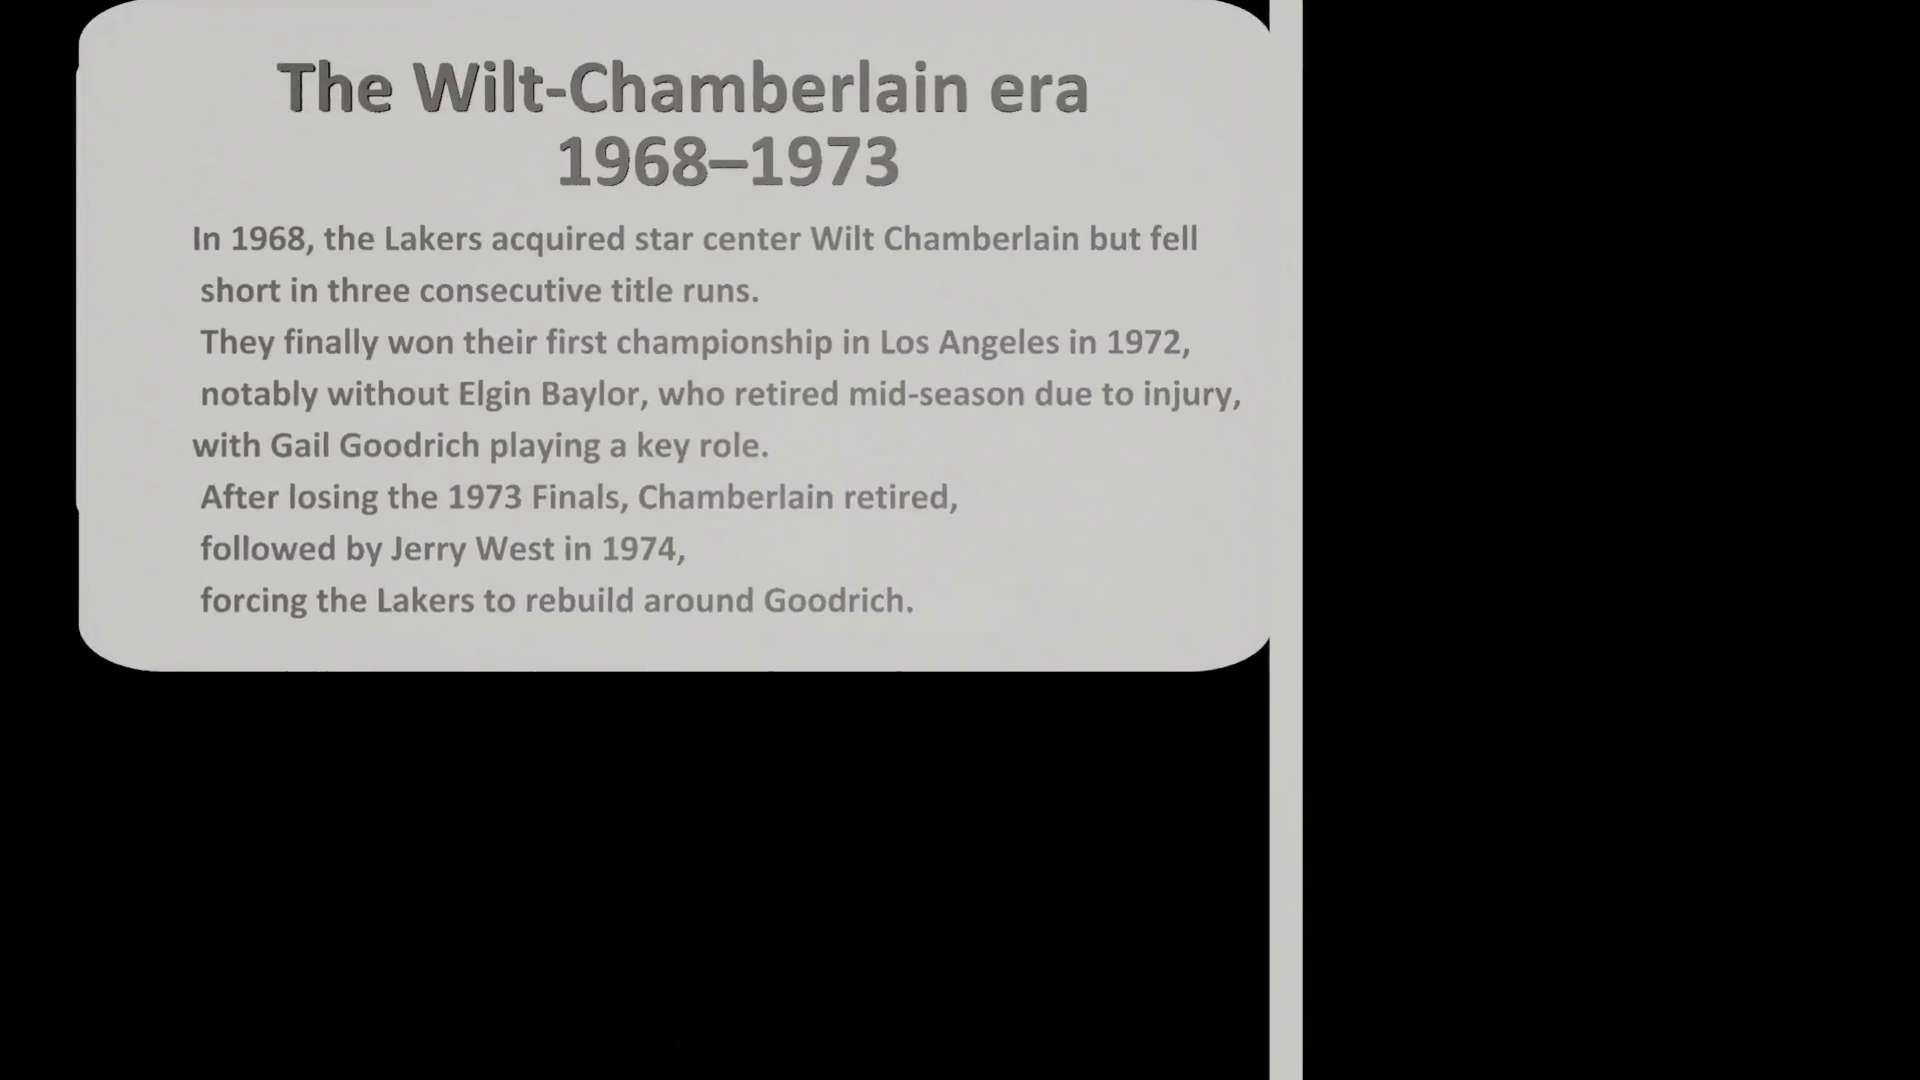 The Wilt-Chamberlain era
1968–1973
In 1968, the Lakers acquired star center Wilt Chamberlain but fell
short in three consecutive title runs.
They finally won their first championship in Los Angeles in 1972,
notably without Elgin Baylor, who retired mid-season due to injury,
with Gail Goodrich playing a key role.
After losing the 1973 Finals, Chamberlain retired,
followed by Jerry West in 1974,
forcing the Lakers to rebuild around Goodrich.